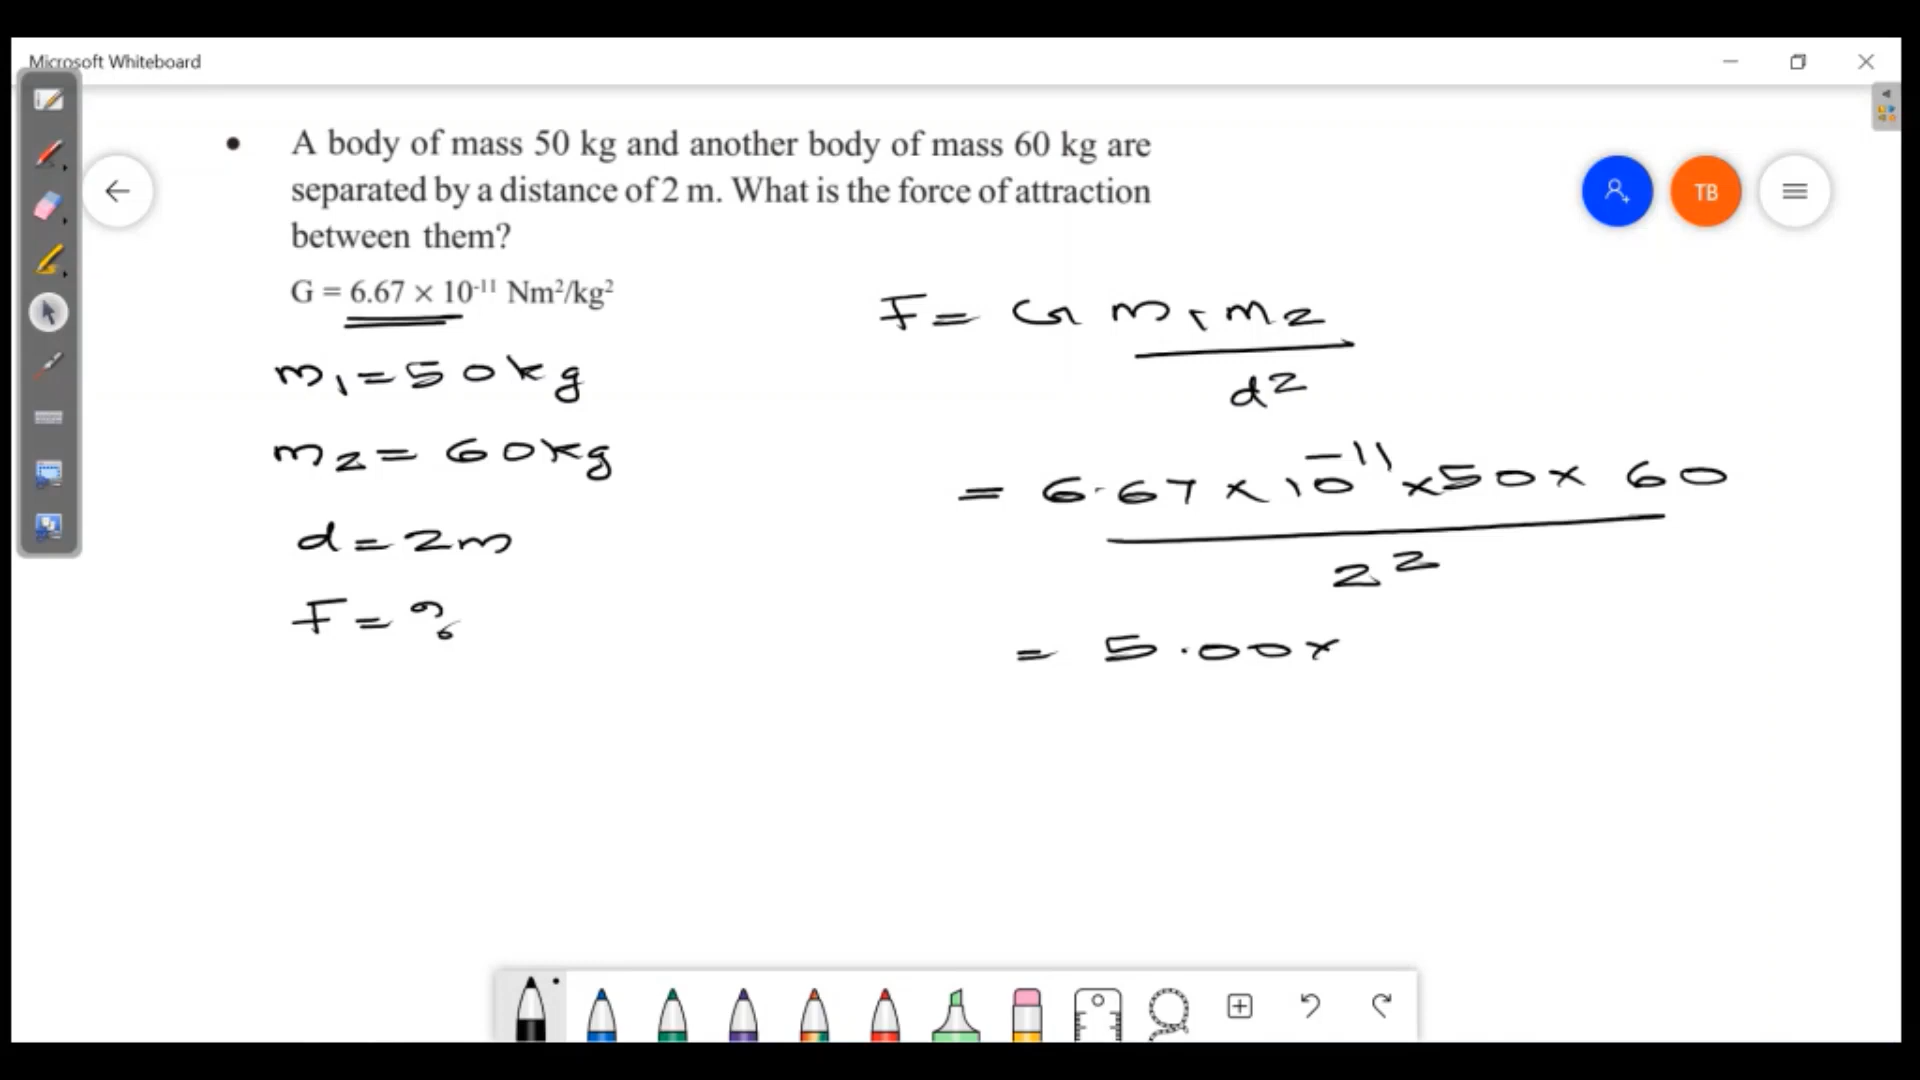 Microsoft Whiteboard
• A body of mass 50 kg and another body of mass 60 kg are
separated by a distance of 2 m. What is the force of attraction
between them?
G = 6.67 × 10⁻¹¹ Nm²/kg²
m₁ = 50kg
m₂ = 60kg
d = 2m
F = ?
F = G m₁ m₂
d²
= 6.67 × 10⁻¹¹ × 50 × 60
2²
= 5.00 ×
TB